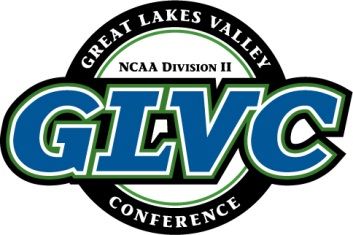 GREAT LAKES VALLEY
NCAA DIVISION II
GLVC
CONFERENCE